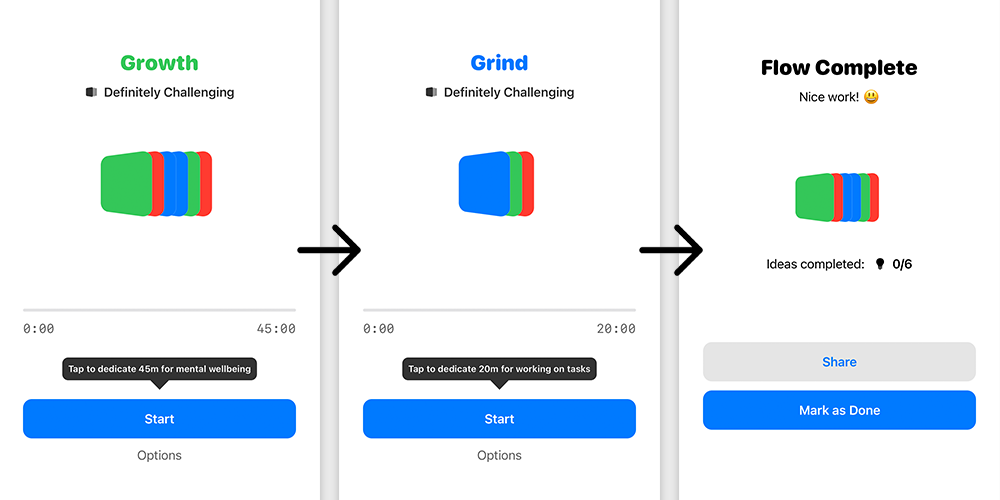 Growth
Definitely Challenging
0:00 45:00
Tap to dedicate 45m for mental wellbeing
Start
Options
Grind
Definitely Challenging
0:00 20:00
Tap to dedicate 20m for working on tasks
Start
Options
Flow Complete
Nice work! 😃
Ideas completed: 0/6
Share
Mark as Done